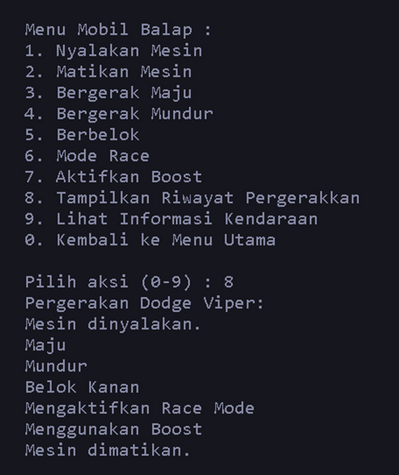 Menu Mobil Balap :
1. Nyalakan Mesin
2. Matikan Mesin
3. Bergerak Maju
4. Bergerak Mundur
5. Berbelok
6. Mode Race
7. Aktifkan Boost
8. Tampilkan Riwayat Pergerakkan
9. Lihat Informasi Kendaraan
0. Kembali ke Menu Utama
Pilih aksi (0-9) : 8
Pergerakan Dodge Viper:
Mesin dinyalakan.
Maju
Mundur
Belok Kanan
Mengaktifkan Race Mode
Menggunakan Boost
Mesin dimatikan.